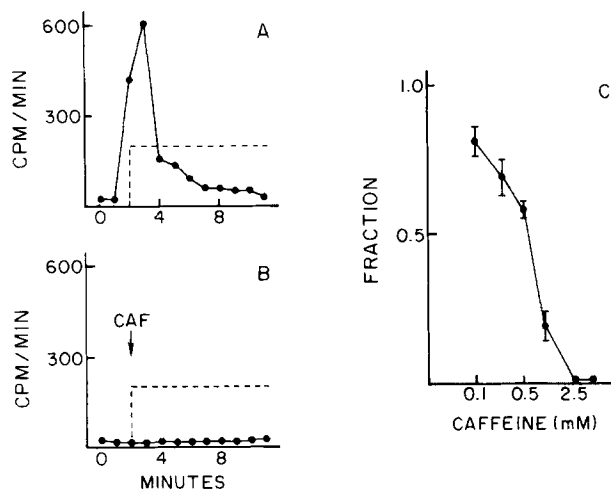 A
CPM/MIN
600
300
0
4
8
B
CPM/MIN
600
300
CAF
0
4
8
MINUTES
C
FRACTION
1.0
0.5
0.1
0.5
2.5
CAFFEINE (mM)